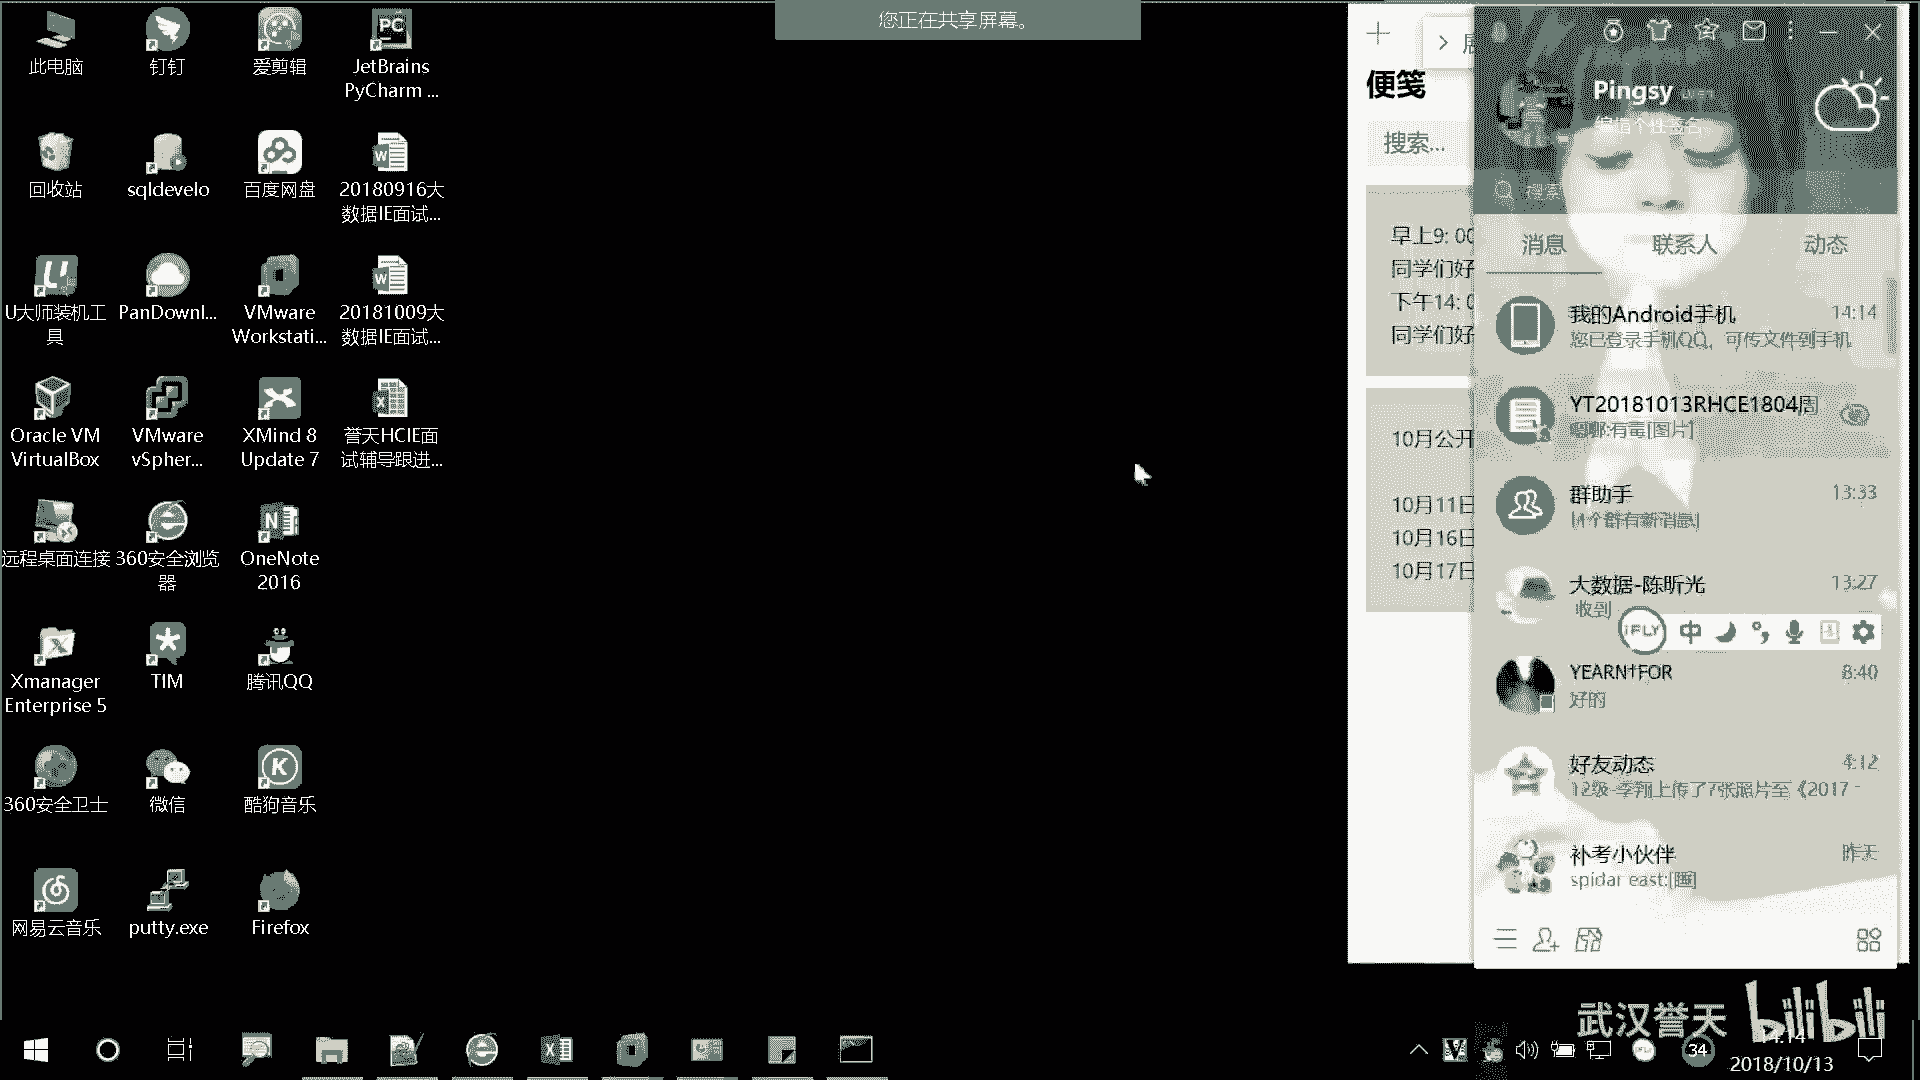 您正在共享屏幕。
此电脑
钉钉
爱剪辑
JetBrains
PyCharm ...
回收站
sqldevelo
百度网盘
20180916大
数据IE面试...
U大师装机工
具
PanDownl...
VMware
Workstati...
20181009大
数据IE面试...
Oracle VM
VirtualBox
VMware
vSpher...
XMind 8
Update 7
誉天HCIE面
试辅导跟进...
远程桌面连接
360安全浏览
器
OneNote
2016
Xmanager
Enterprise 5
TIM
腾讯QQ
360安全卫士
微信
酷狗音乐
网易云音乐
putty.exe
Firefox
便笺
搜索...
早上9: 00
同学们好
下午14: 0
同学们好
10月公开
10月11日
10月16日
10月17日
Pingsy
编辑个性签名
搜索
消息
联系人
动态
我的Android手机
14:14
您已登录手机QQ，可传文件到手机
YT20181013RHCE1804周
嘟嘟:有毒[图片]
群助手
13:33
[4个群有新消息]
大数据-陈昕光
13:27
收到
iFLY
中
YEARN†FOR
8:40
好的
好友动态
4:12
12级-李翔上传了7张照片至《2017 -
补考小伙伴
昨天
spidar east:[圈]
武汉誉天
bilibili
34
14:14
2018/10/13